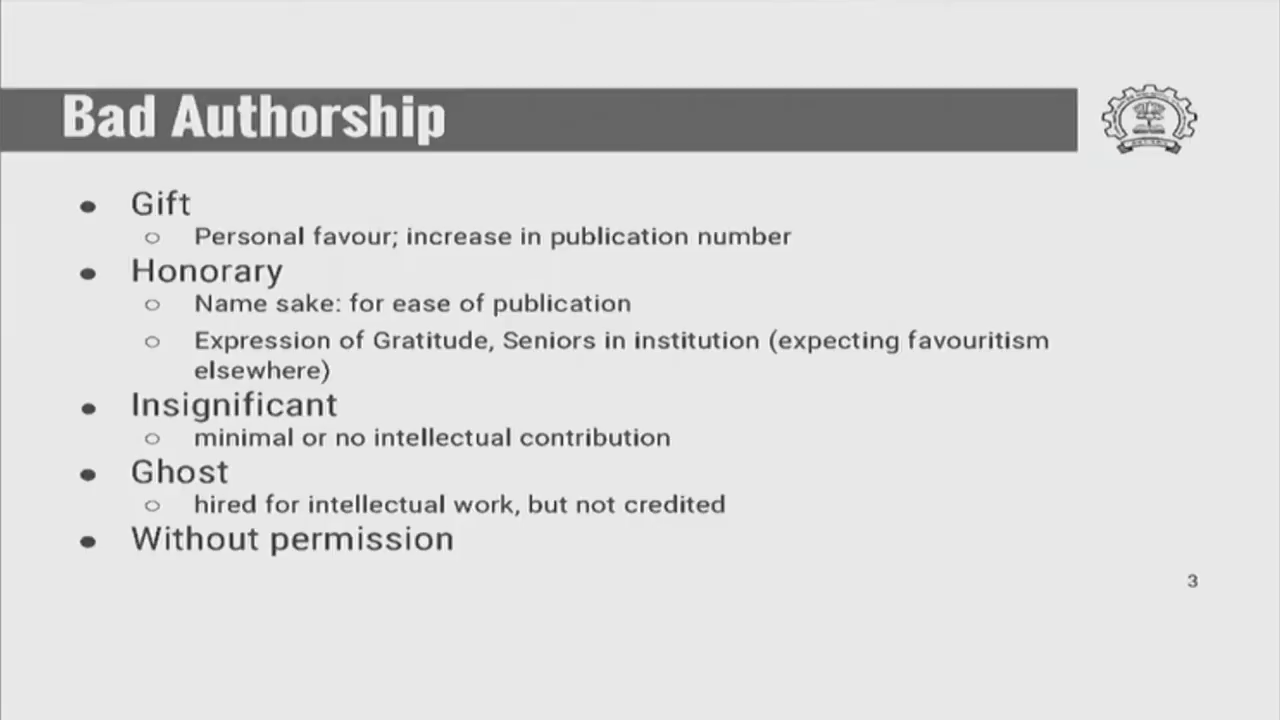 Bad Authorship
● Gift
○ Personal favour; increase in publication number
● Honorary
○ Name sake: for ease of publication
○ Expression of Gratitude, Seniors in institution (expecting favouritism
elsewhere)
● Insignificant
○ minimal or no intellectual contribution
● Ghost
○ hired for intellectual work, but not credited
● Without permission
3